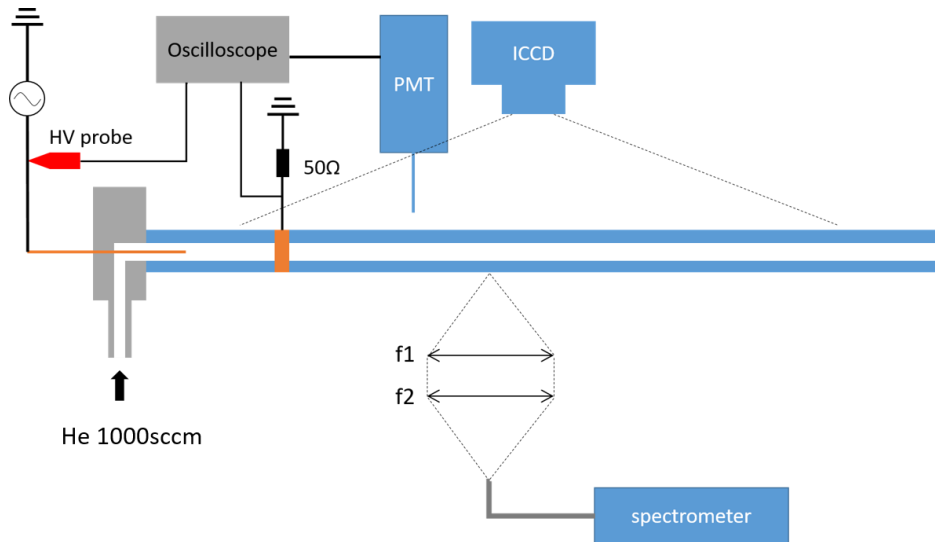 Oscilloscope
PMT
ICCD
HV probe
50Ω
f1
f2
He 1000sccm
spectrometer